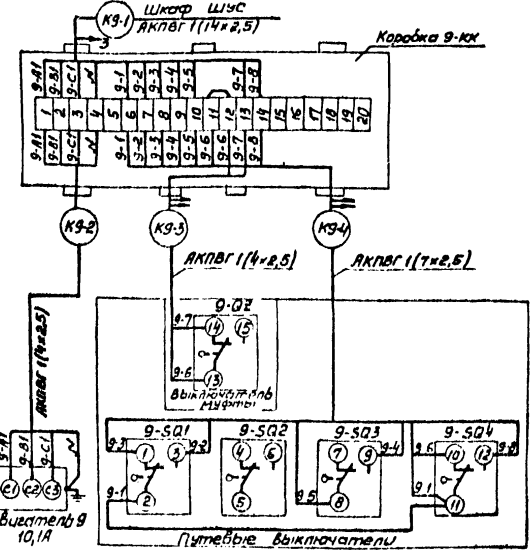 К9-1
Шкаф ШУС
АКПВГ 1(14×2,5)
3
Коробка 9-КК
9-А1 9-В1 9-С1 N 9-1 9-2 9-3 9-4 9-5 9-7 9-8
1 2 3 4 5 6 7 8 9 10 11 12 13 14 15 16 17 18 19 20
9-А1 9-В1 9-С1 N 9-1 9-2 9-3 9-4 9-5 9-6 9-6 9-7 9-8
К9-2 К9-3 К9-4
АКПВГ 1(4×2,5)
АКПВГ 1(7×2,5)
АКПВГ 1(4×2,5)
9-QZ
9-7 14 15
9-6 13
Выключатель
муфты
9-SQ1 9-SQ2 9-SQ3 9-SQ4
9-3 1 3 9-2 4 6 7 9 9-4 9-6 10 12 9-8
9-1 2 5 9-5 8 9-1 11
9-А1 9-В1 9-С1 N
С1 С2 С3
вигатель 9
10,1А
Путевые выключатели